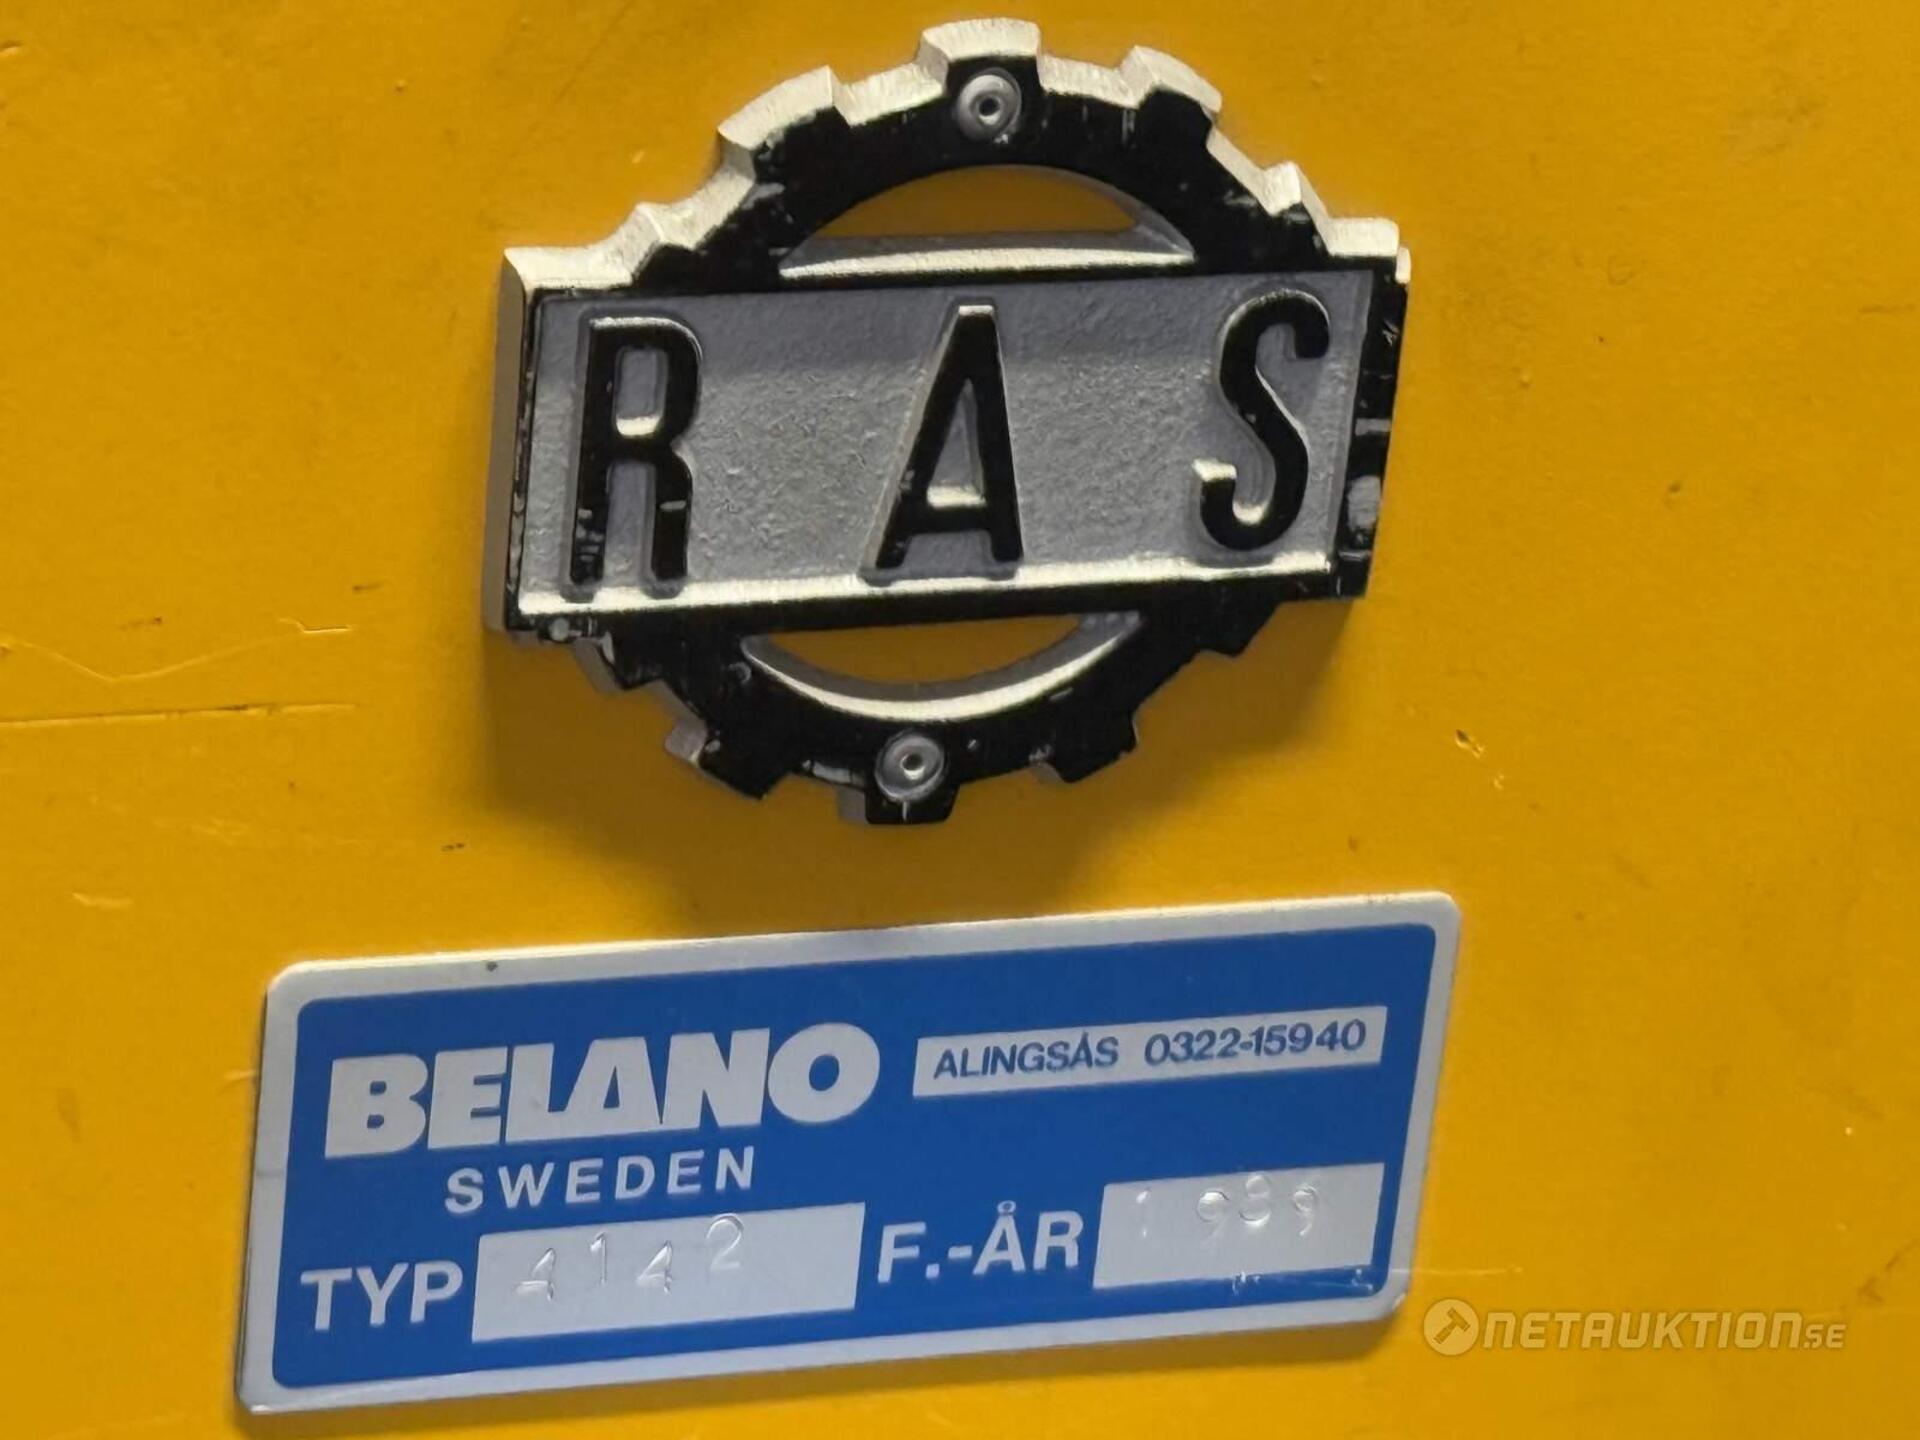 RAS
BELANO ALINGSÅS 0322-15940
SWEDEN
TYP 4142 F.-ÅR 1989
NETAUKTION.SE